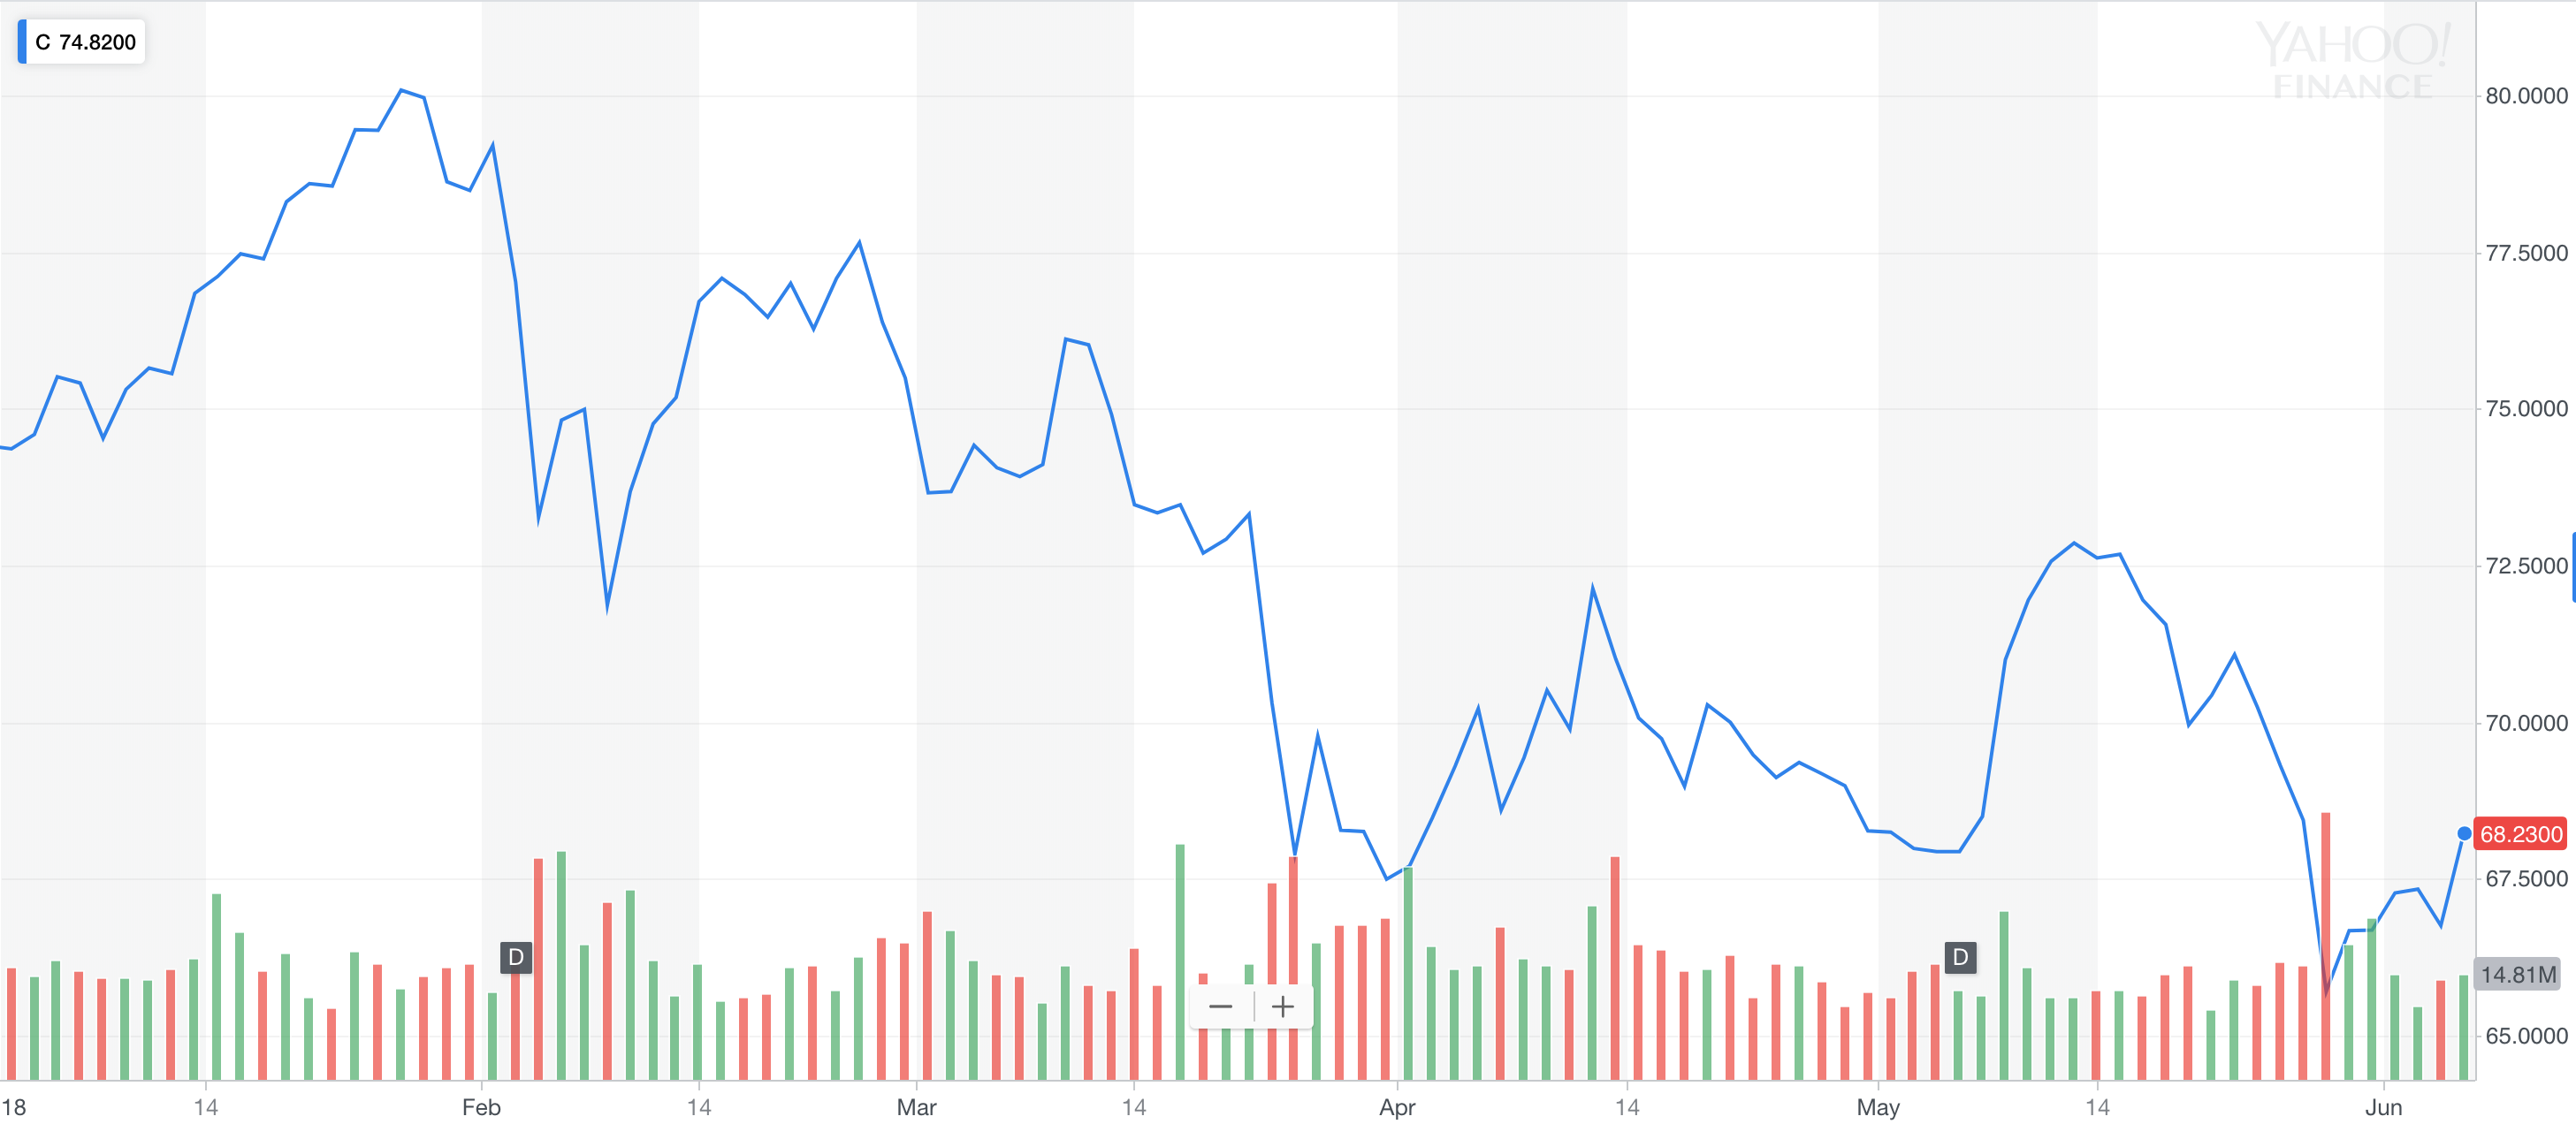 C 74.8200
YAHOO!
FINANCE
80.0000
77.5000
75.0000
72.5000
70.0000
68.2300
67.5000
D
D
14.81M
− +
65.0000
18 14 Feb 14 Mar 14 Apr 14 May 14 Jun